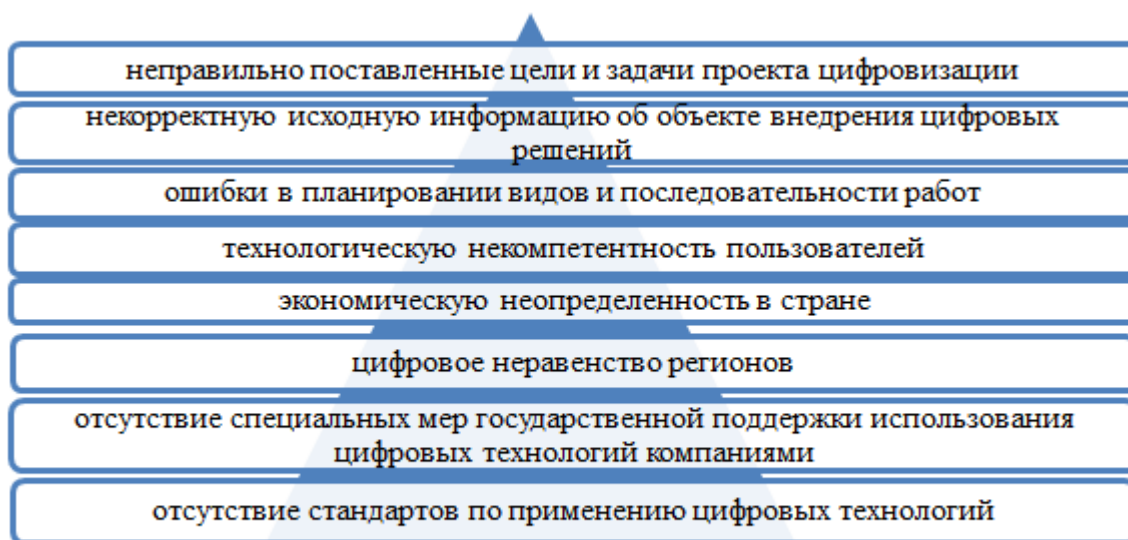 неправильно поставленные цели и задачи проекта цифровизации
некорректную исходную информацию об объекте внедрения цифровых
решений
ошибки в планировании видов и последовательности работ
технологическую некомпетентность пользователей
экономическую неопределенность в стране
цифровое неравенство регионов
отсутствие специальных мер государственной поддержки использования
цифровых технологий компаниями
отсутствие стандартов по применению цифровых технологий